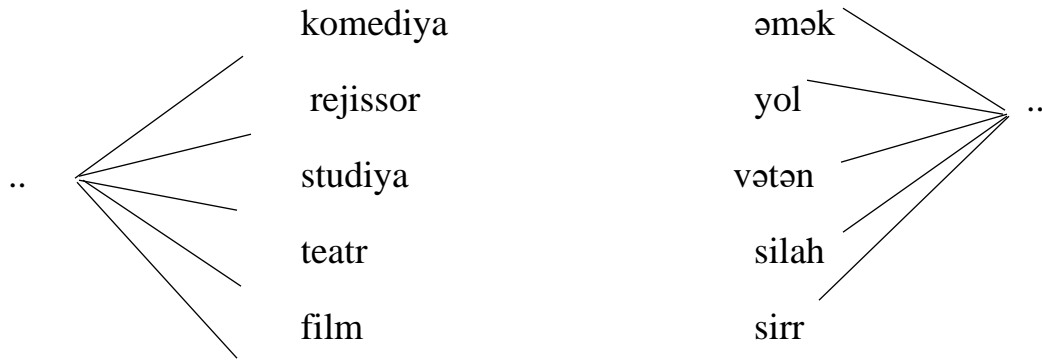 komediya əmək
rejissor yol ..
.. studiya vətən
teatr silah
film sirr